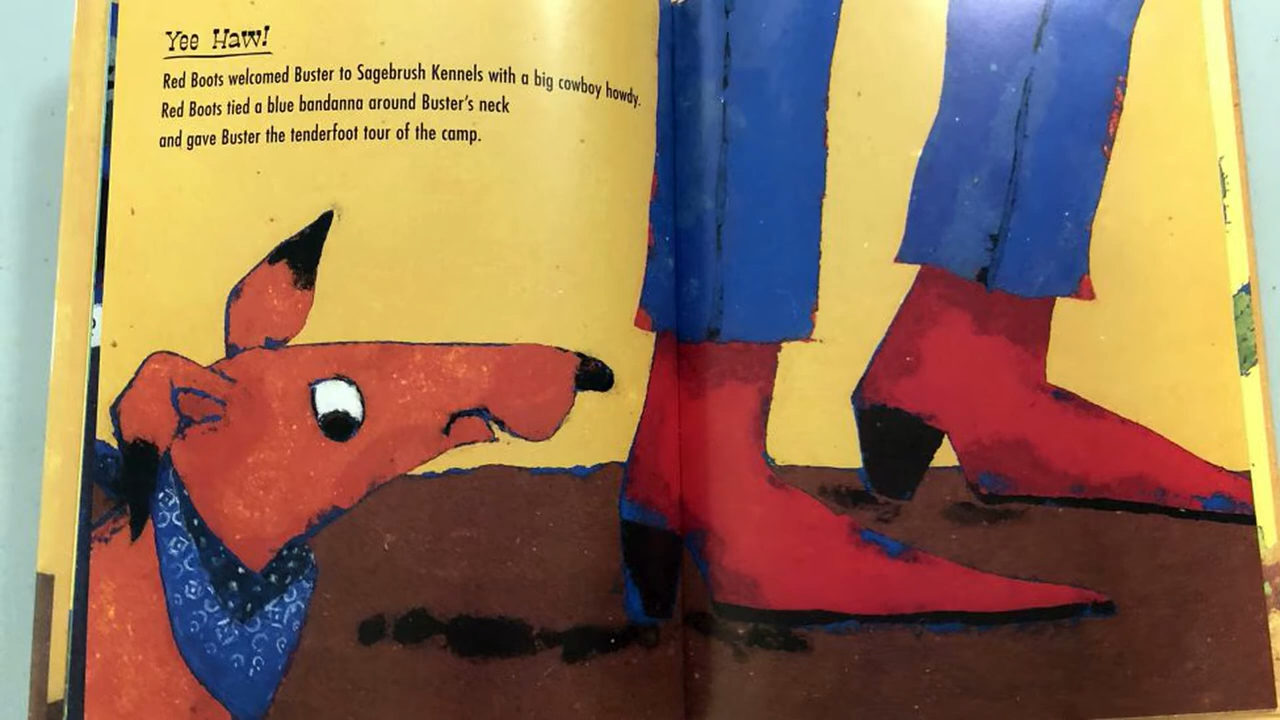 Yee Haw!
Red Boots welcomed Buster to Sagebrush Kennels with a big cowboy howdy.
Red Boots tied a blue bandanna around Buster's neck
and gave Buster the tenderfoot tour of the camp.